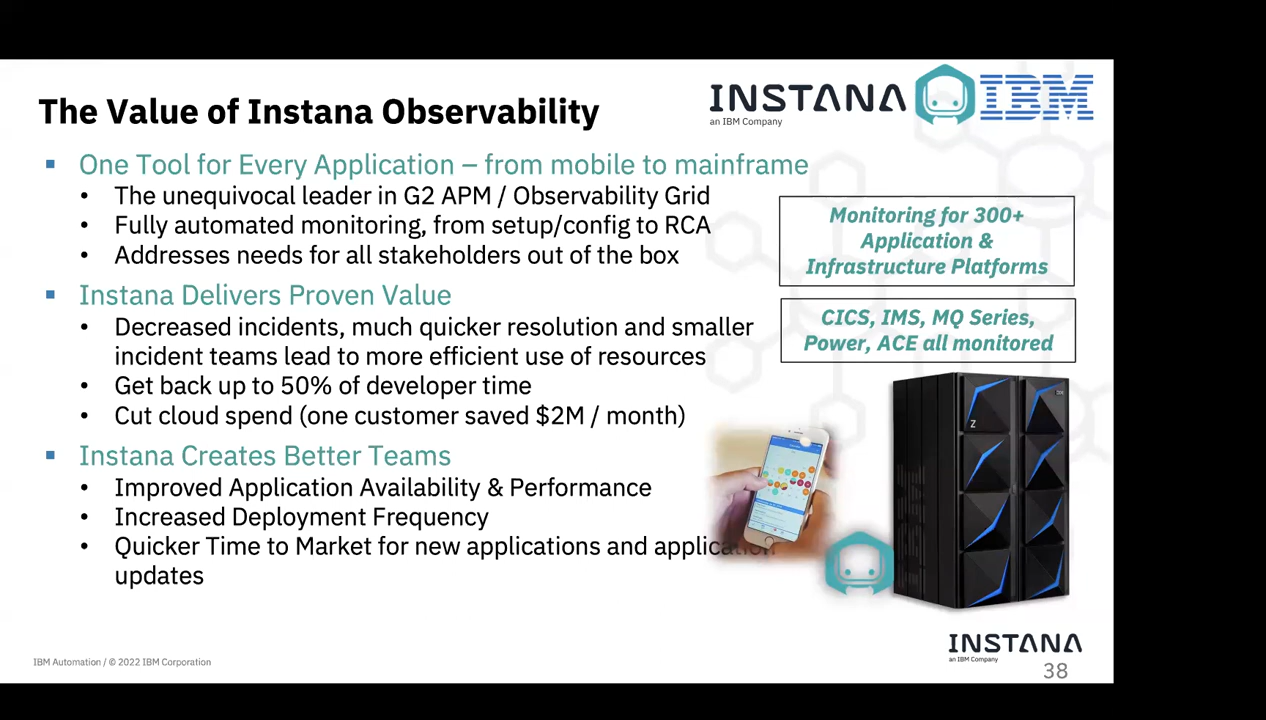 The Value of Instana Observability
INSTANA
an IBM Company
IBM
One Tool for Every Application – from mobile to mainframe
The unequivocal leader in G2 APM / Observability Grid
Fully automated monitoring, from setup/config to RCA
Addresses needs for all stakeholders out of the box
Instana Delivers Proven Value
Decreased incidents, much quicker resolution and smaller
incident teams lead to more efficient use of resources
Get back up to 50% of developer time
Cut cloud spend (one customer saved $2M / month)
Instana Creates Better Teams
Improved Application Availability & Performance
Increased Deployment Frequency
Quicker Time to Market for new applications and application
updates
Monitoring for 300+
Application &
Infrastructure Platforms
CICS, IMS, MQ Series,
Power, ACE all monitored
Z
IBM
IBM Automation / © 2022 IBM Corporation
INSTANA
an IBM Company
38